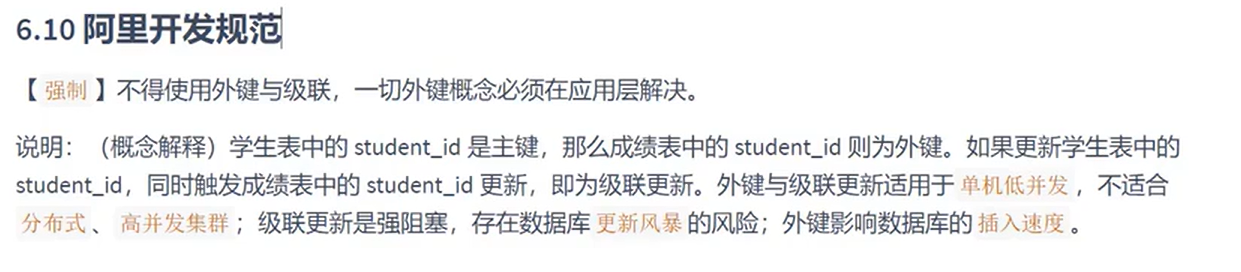 6.10 阿里开发规范
【强制】不得使用外键与级联，一切外键概念必须在应用层解决。
说明：（概念解释）学生表中的 student_id 是主键，那么成绩表中的 student_id 则为外键。如果更新学生表中的
student_id，同时触发成绩表中的 student_id 更新，即为级联更新。外键与级联更新适用于 单机低并发，不适合
分布式、高并发集群；级联更新是强阻塞，存在数据库 更新风暴 的风险；外键影响数据库的 插入速度。